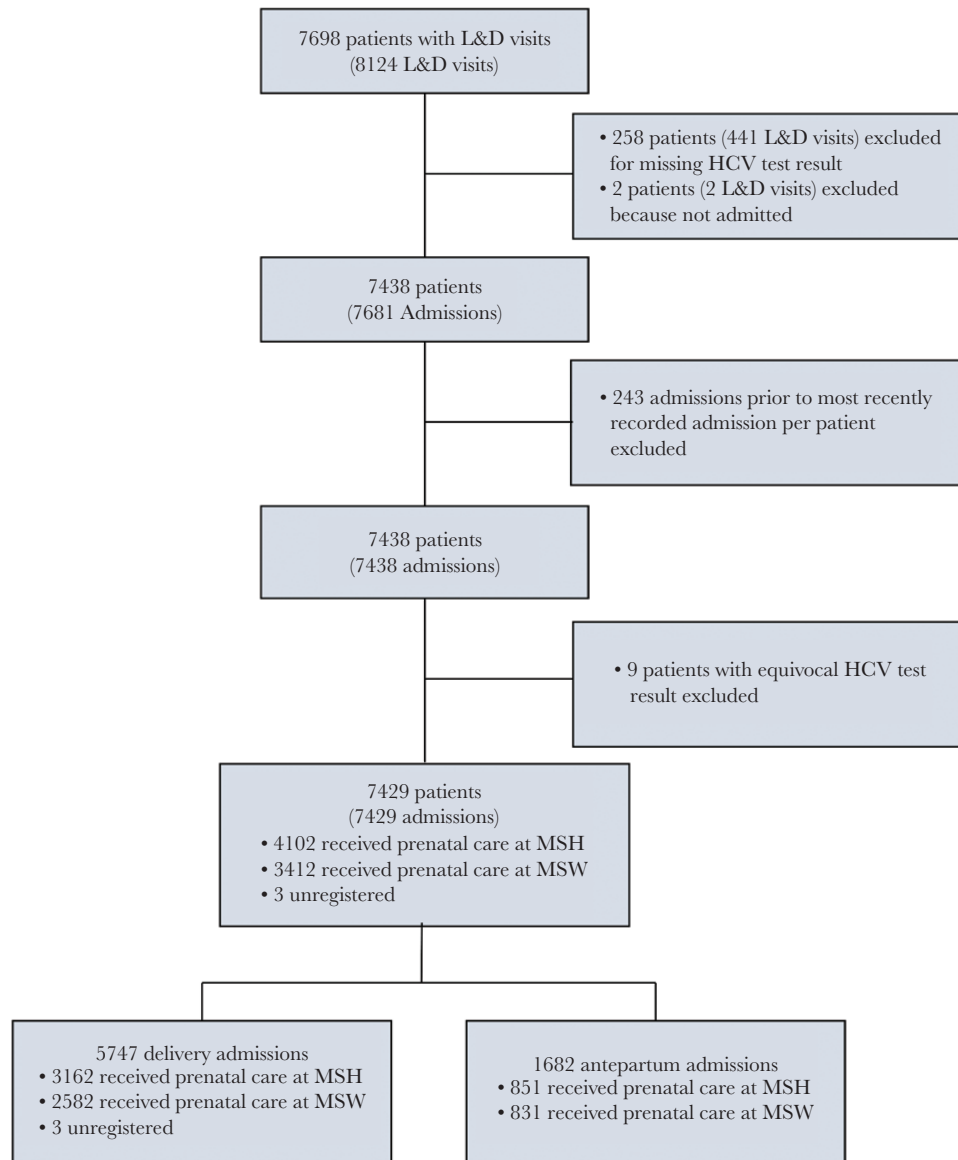 7698 patients with L&D visits
(8124 L&D visits)
• 258 patients (441 L&D visits) excluded
for missing HCV test result
• 2 patients (2 L&D visits) excluded
because not admitted
7438 patients
(7681 Admissions)
• 243 admissions prior to most recently
recorded admission per patient
excluded
7438 patients
(7438 admissions)
• 9 patients with equivocal HCV test
result excluded
7429 patients
(7429 admissions)
• 4102 received prenatal care at MSH
• 3412 received prenatal care at MSW
• 3 unregistered
5747 delivery admissions
• 3162 received prenatal care at MSH
• 2582 received prenatal care at MSW
• 3 unregistered
1682 antepartum admissions
• 851 received prenatal care at MSH
• 831 received prenatal care at MSW